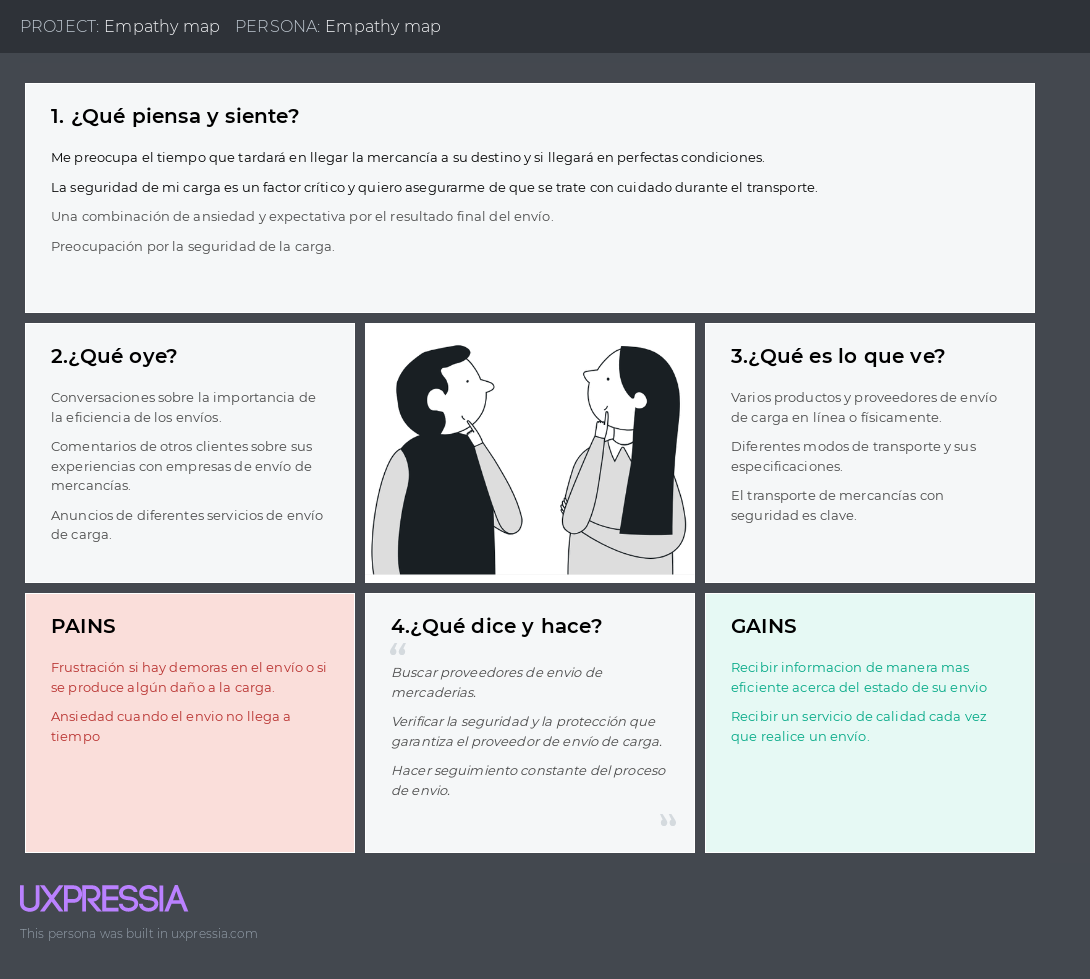 PROJECT: Empathy map PERSONA: Empathy map
1. ¿Qué piensa y siente?
Me preocupa el tiempo que tardará en llegar la mercancía a su destino y si llegará en perfectas condiciones.
La seguridad de mi carga es un factor crítico y quiero asegurarme de que se trate con cuidado durante el transporte.
Una combinación de ansiedad y expectativa por el resultado final del envío.
Preocupación por la seguridad de la carga.
2.¿Qué oye?
Conversaciones sobre la importancia de
la eficiencia de los envíos.
Comentarios de otros clientes sobre sus
experiencias con empresas de envío de
mercancías.
Anuncios de diferentes servicios de envío
de carga.
3.¿Qué es lo que ve?
Varios productos y proveedores de envío
de carga en línea o físicamente.
Diferentes modos de transporte y sus
especificaciones.
El transporte de mercancías con
seguridad es clave.
PAINS
Frustración si hay demoras en el envío o si
se produce algún daño a la carga.
Ansiedad cuando el envio no llega a
tiempo
4.¿Qué dice y hace?
“
Buscar proveedores de envio de
mercaderias.
Verificar la seguridad y la protección que
garantiza el proveedor de envío de carga.
Hacer seguimiento constante del proceso
de envio.
”
GAINS
Recibir informacion de manera mas
eficiente acerca del estado de su envio
Recibir un servicio de calidad cada vez
que realice un envío.
UXPRESSIA
This persona was built in uxpressia.com